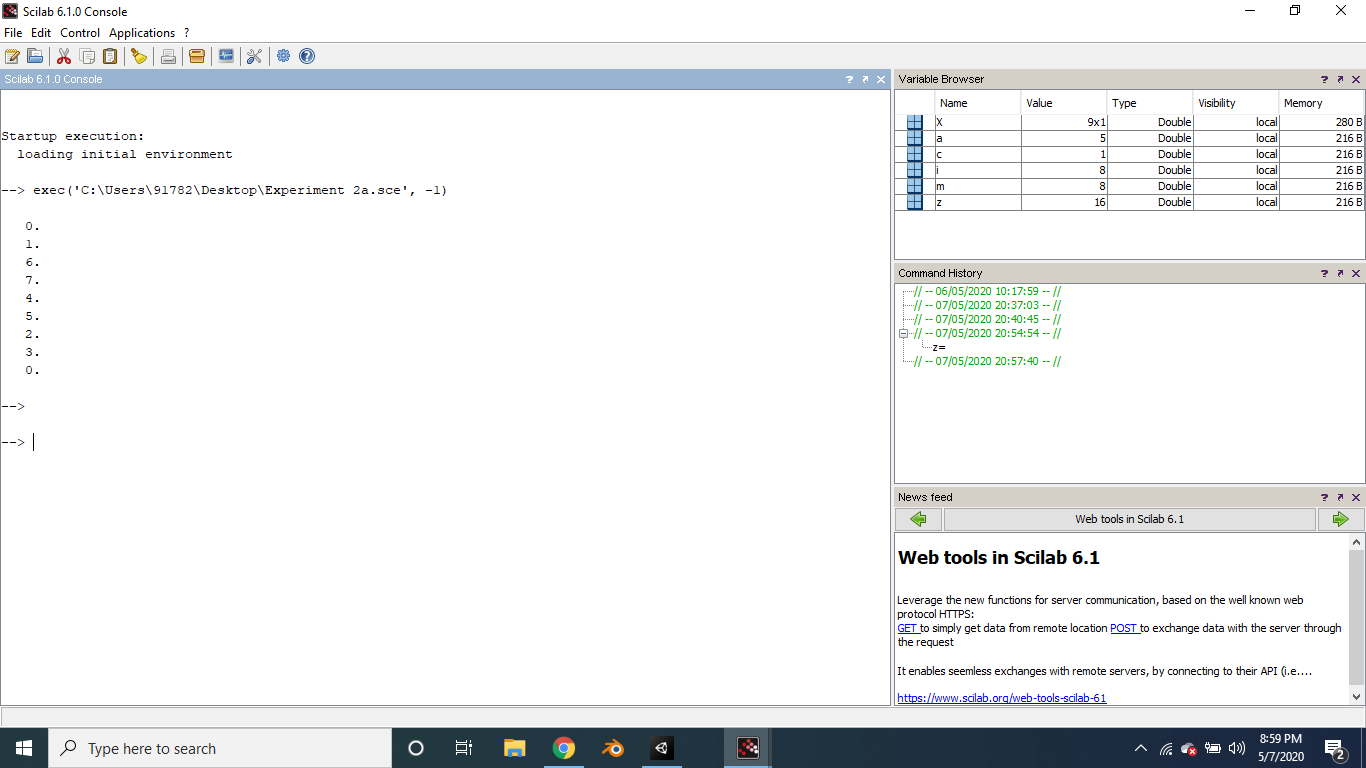 Scilab 6.1.0 Console
File Edit Control Applications ?
Scilab 6.1.0 Console
Startup execution:
loading initial environment
--> exec('C:\Users\91782\Desktop\Experiment 2a.sce', -1)
0.
1.
6.
7.
4.
5.
2.
3.
0.
-->
-->
Variable Browser
Name Value Type Visibility Memory
X 9x1 Double local 280 B
a 5 Double local 216 B
c 1 Double local 216 B
i 8 Double local 216 B
m 8 Double local 216 B
z 16 Double local 216 B
Command History
// -- 06/05/2020 10:17:59 -- //
// -- 07/05/2020 20:37:03 -- //
// -- 07/05/2020 20:40:45 -- //
// -- 07/05/2020 20:54:54 -- //
z=
// -- 07/05/2020 20:57:40 -- //
News feed
Web tools in Scilab 6.1
Web tools in Scilab 6.1
Leverage the new functions for server communication, based on the well known web
protocol HTTPS:
GET to simply get data from remote location POST to exchange data with the server through
the request
It enables seemless exchanges with remote servers, by connecting to their API (i.e....
https://www.scilab.org/web-tools-scilab-61
Type here to search
8:59 PM
5/7/2020
2